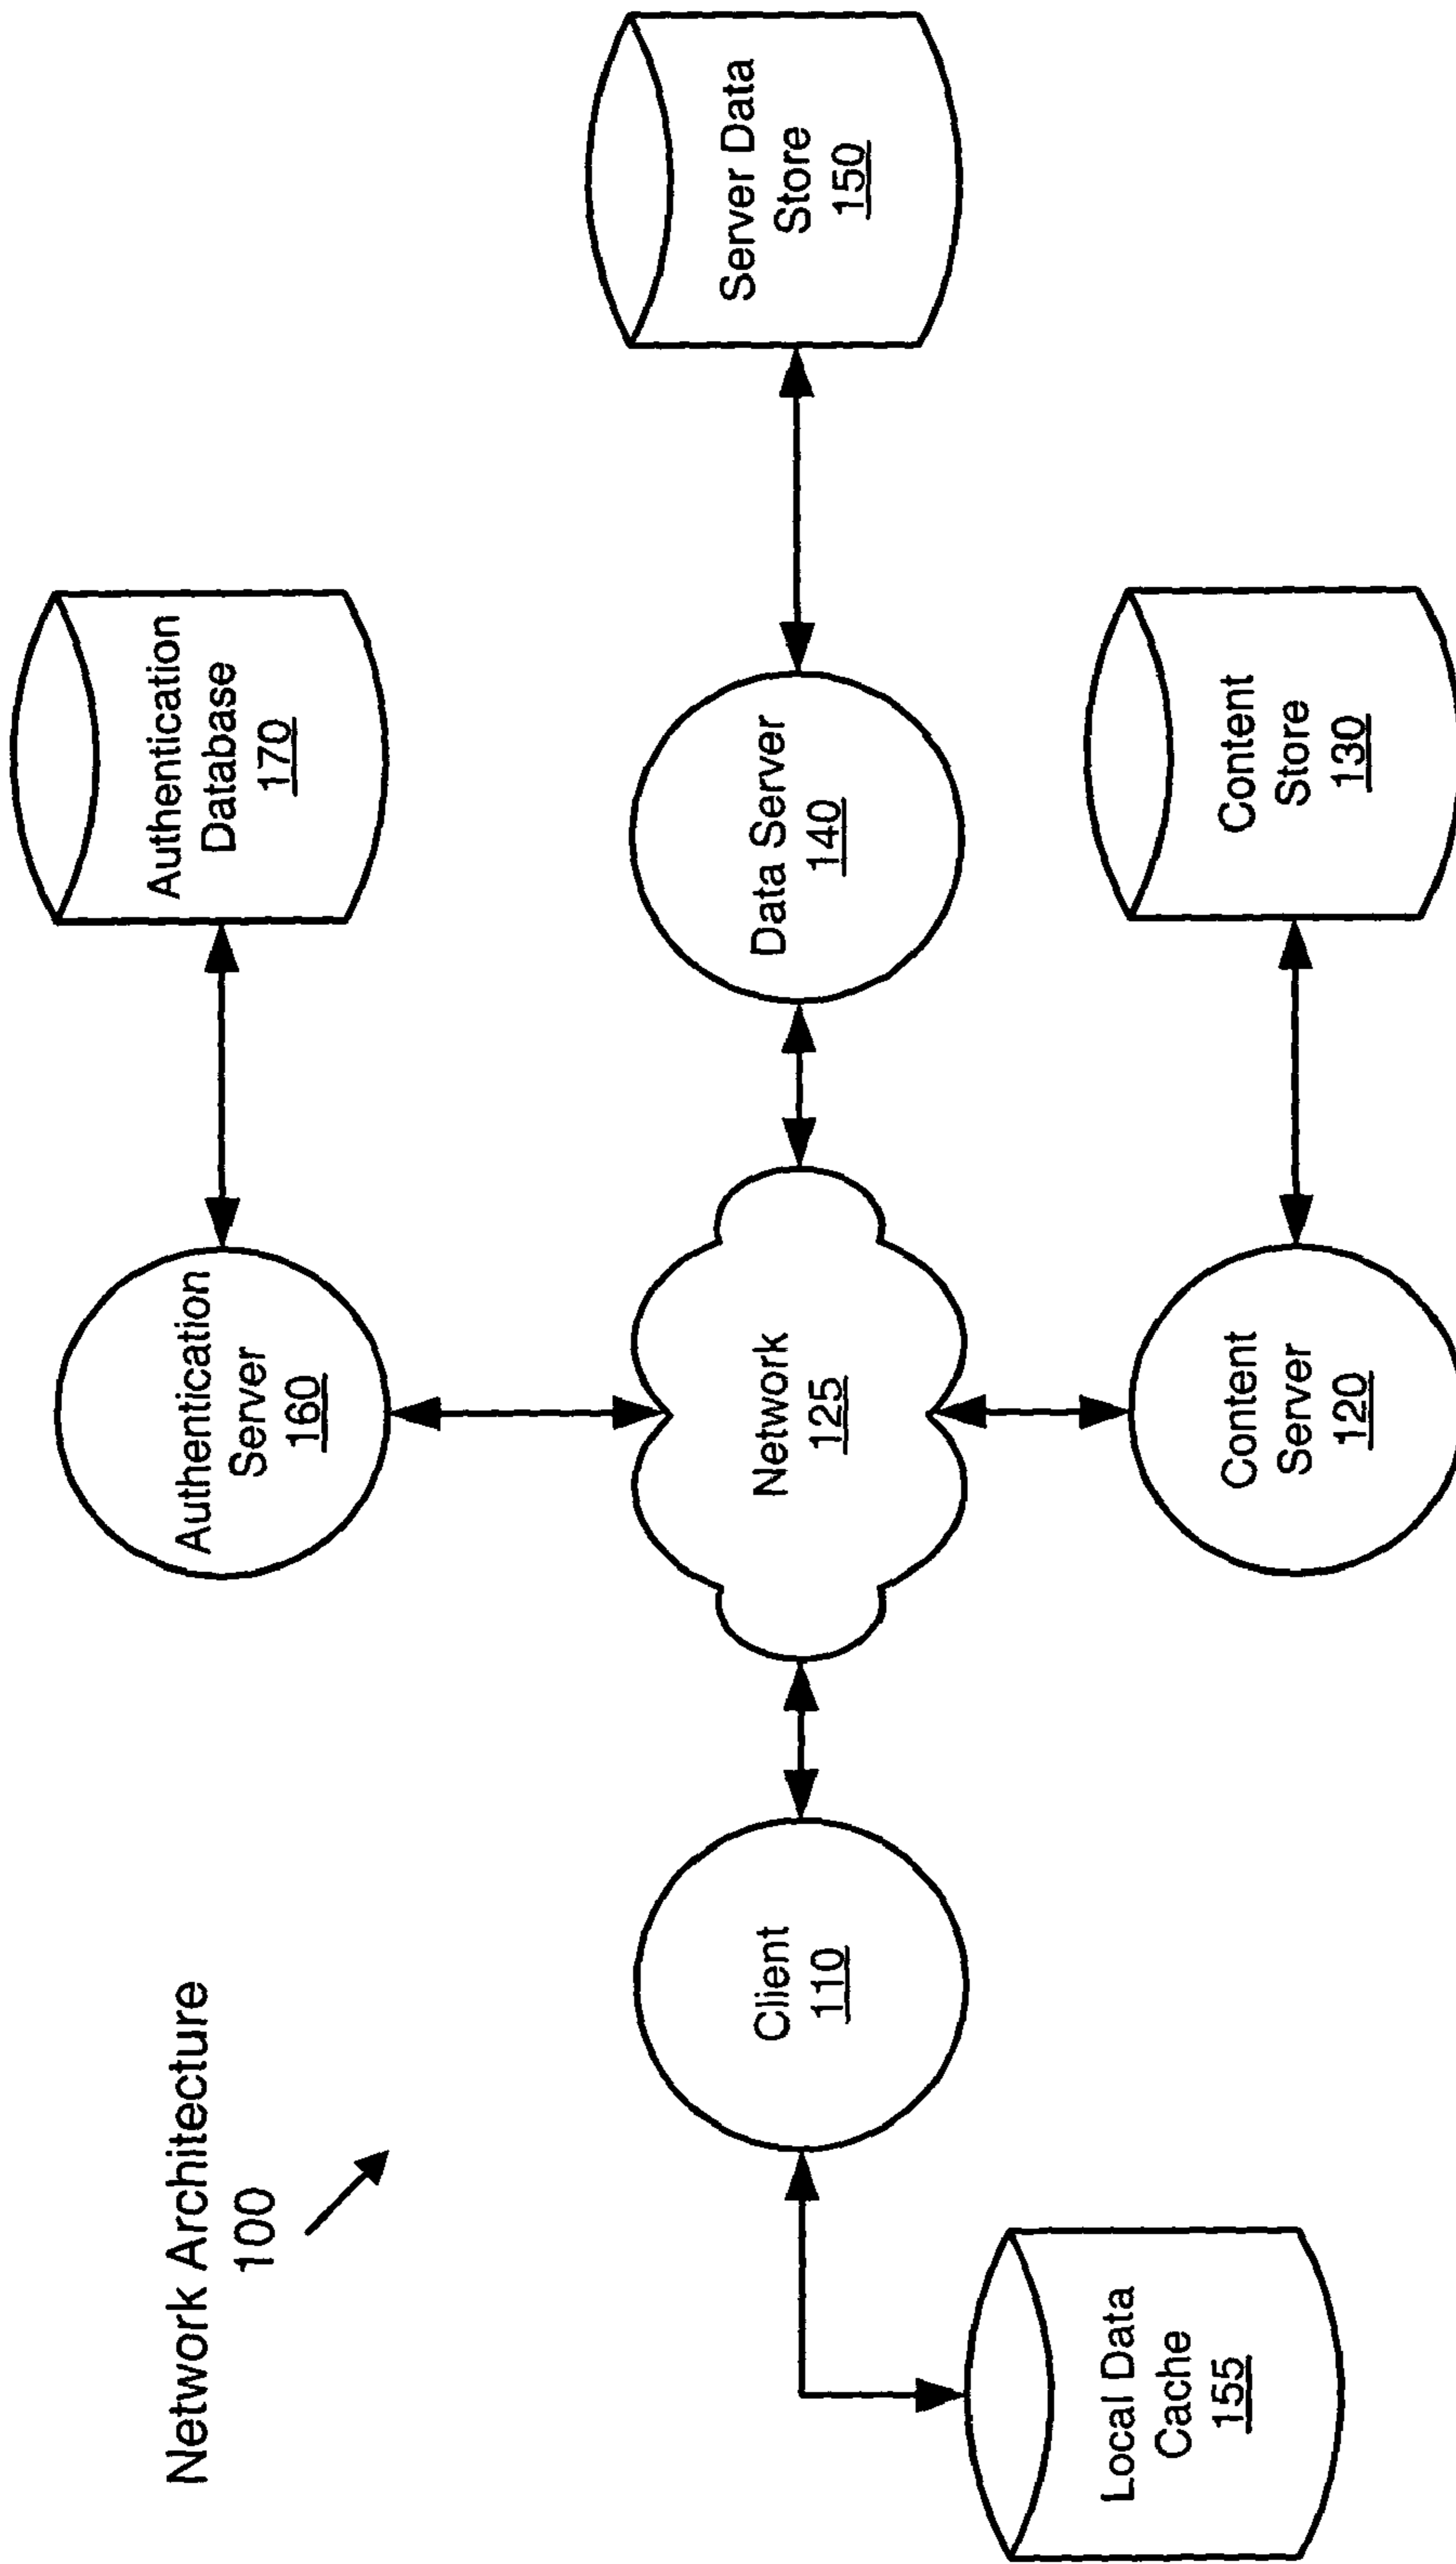 Network Architecture
100
Authentication
Server
160
Authentication
Database
170
Client
110
Network
125
Data Server
140
Server Data
Store
150
Local Data
Cache
155
Content
Server
120
Content
Store
130